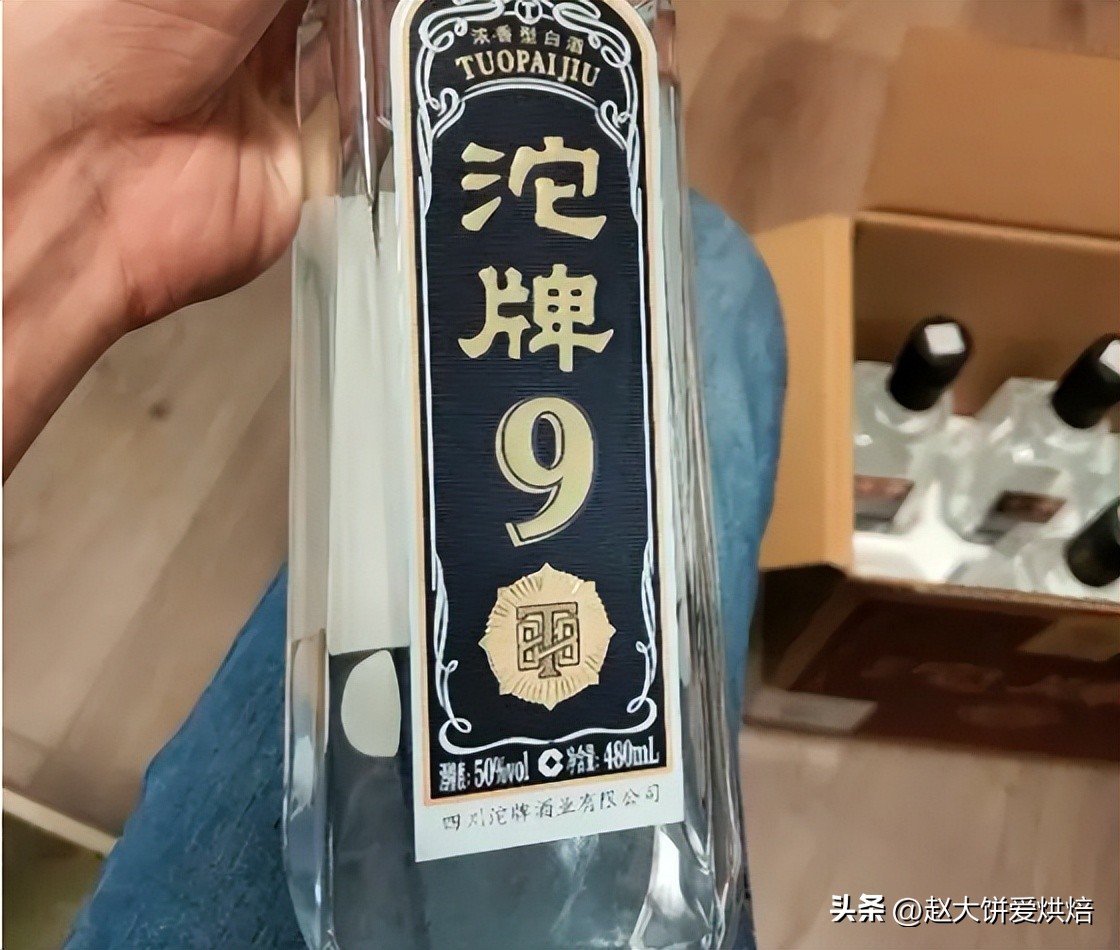 浓香型白酒
TUOPAIJIU
沱
牌
9
酒精度: 50%vol 净含量: 480mL
四川沱牌酒业有限公司
头条 @赵大饼爱烘焙